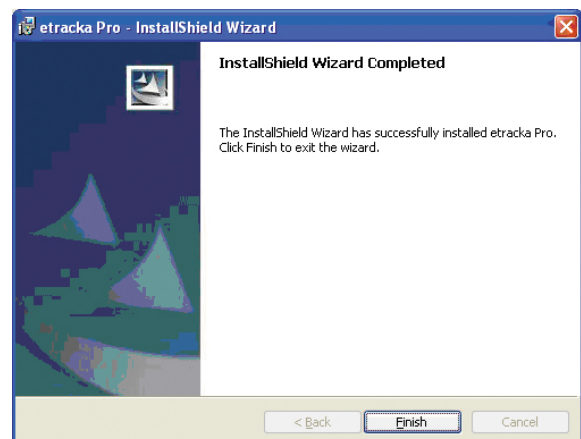 etracka Pro - InstallShield Wizard
InstallShield Wizard Completed
The InstallShield Wizard has successfully installed etracka Pro.
Click Finish to exit the wizard.
< Back
Finish
Cancel